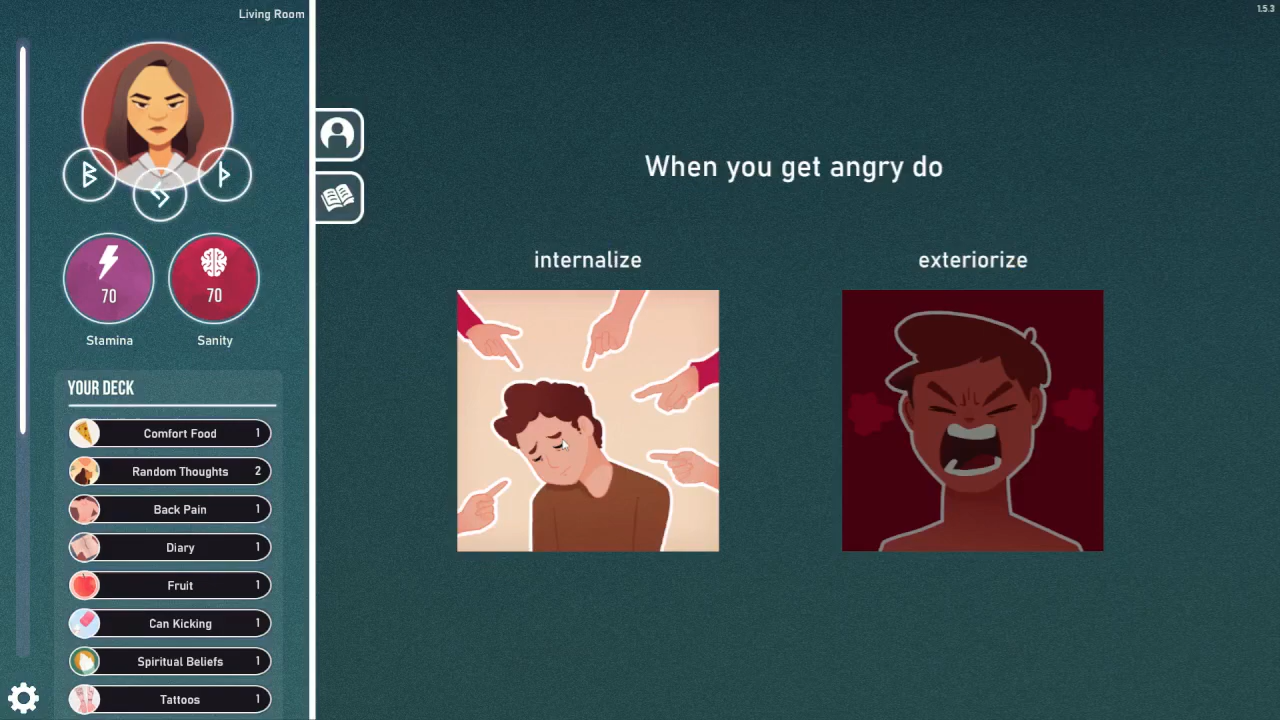 Living Room
1.5.3
70
70
Stamina
Sanity
YOUR DECK
Comfort Food 1
Random Thoughts 2
Back Pain 1
Diary 1
Fruit 1
Can Kicking 1
Spiritual Beliefs 1
Tattoos 1
When you get angry do
internalize
exteriorize